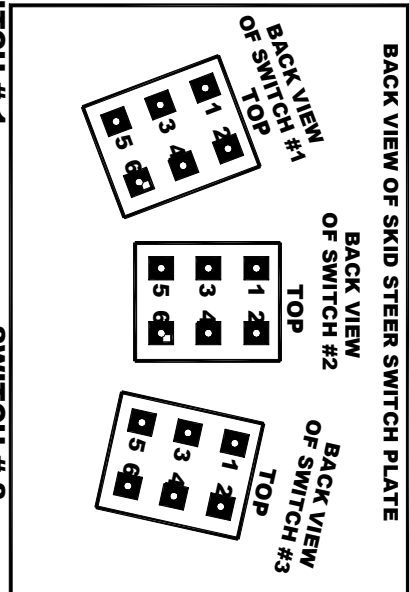 BACK VIEW OF SKID STEER SWITCH PLATE
BACK VIEW
OF SWITCH #1
TOP
1 2
3 4
5 6
BACK VIEW
OF SWITCH #2
TOP
1 2
3 4
5 6
BACK VIEW
OF SWITCH #3
TOP
1 2
3 4
5 6